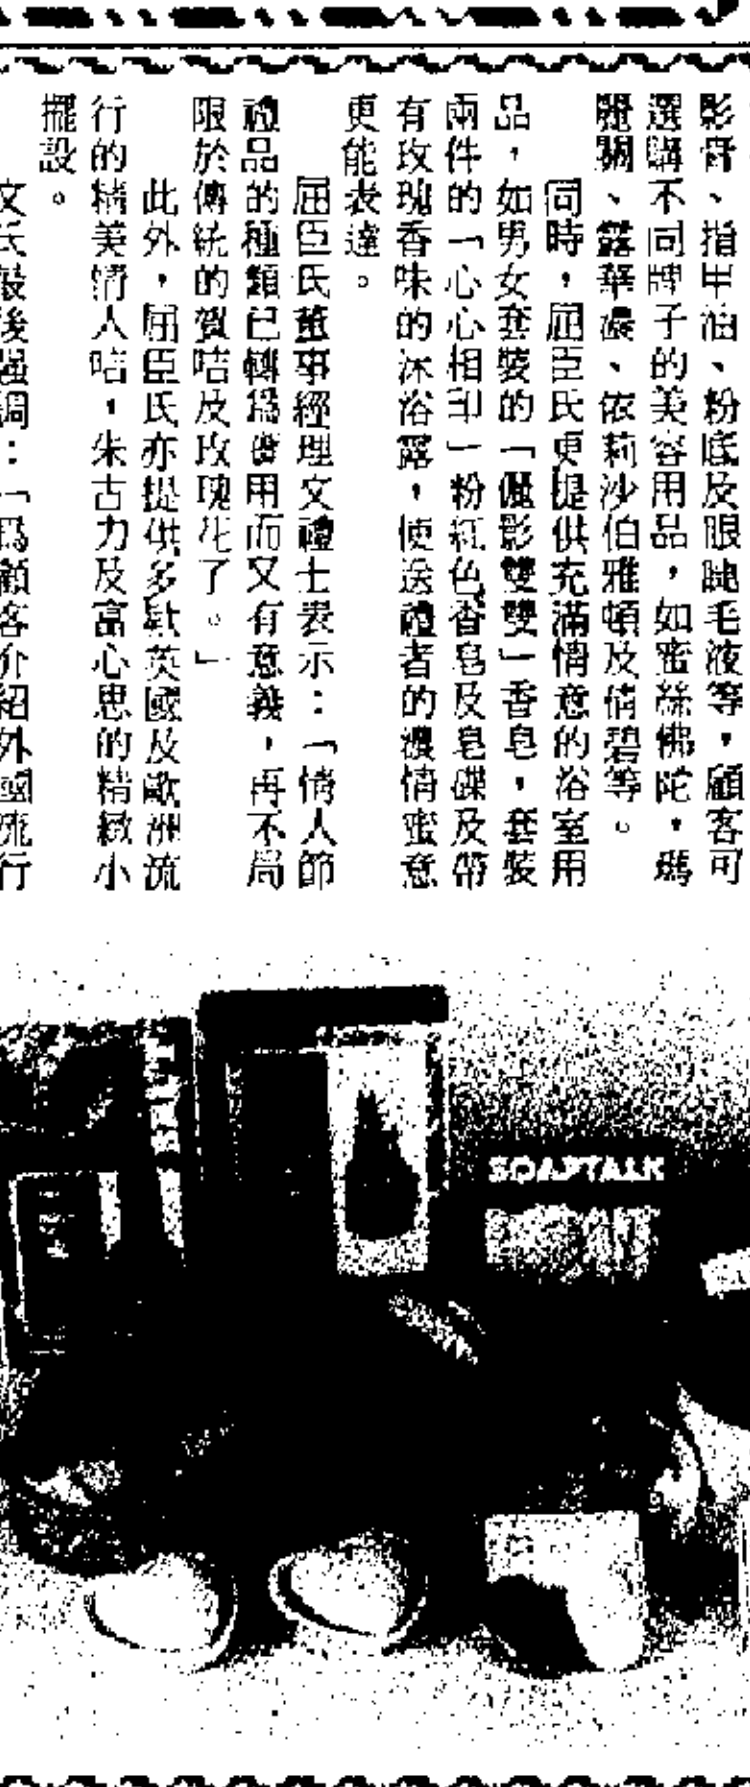 影膏、指甲油、粉底及眼睫毛液等，顧客可
選購不同牌子的美容用品，如蜜絲佛陀，瑪
麗關、露華濃、依莉沙伯雅頓及倩碧等。
同時，屈臣氏更提供充滿情意的浴室用
品，如男女套裝的「儷影雙雙」香皂，套裝
兩件的「心心相印」粉紅色香皂及皂碟及帶
有玫瑰香味的沐浴露，使送禮者的濃情蜜意
更能表達。
屈臣氏董事經理文禮士表示：「情人節
禮品的種類已轉爲實用而又有意義，再不局
限於傳統的賀咭及玫瑰花了。」
此外，屈臣氏亦提供多款英國及歐洲流
行的精美情人咭，朱古力及富心思的精緻小
擺設。
文氏最後强調：「爲顧客介紹外國流行
SOAPTALK